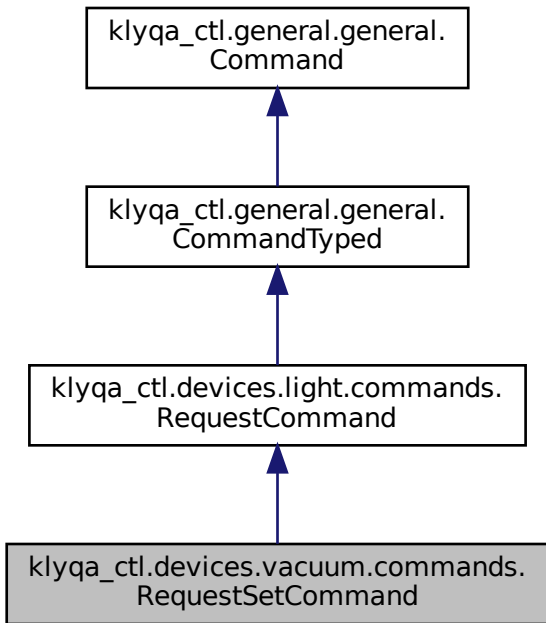 klyqa_ctl.general.general.
Command
klyqa_ctl.general.general.
CommandTyped
klyqa_ctl.devices.light.commands.
RequestCommand
klyqa_ctl.devices.vacuum.commands.
RequestSetCommand